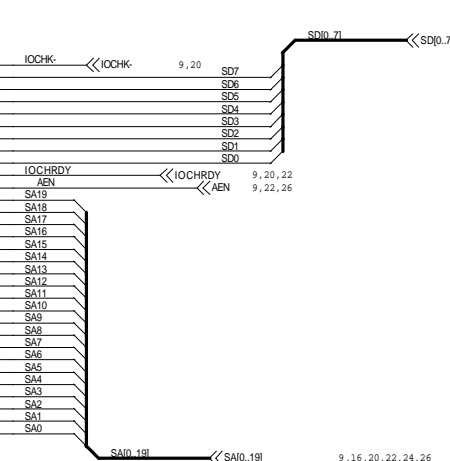 SD[0..7] SD[0..7
IOCHK- IOCHK- 9,20
SD7
SD6
SD5
SD4
SD3
SD2
SD1
SD0
IOCHRDY IOCHRDY 9,20,22
AEN AEN 9,22,26
SA19
SA18
SA17
SA16
SA15
SA14
SA13
SA12
SA11
SA10
SA9
SA8
SA7
SA6
SA5
SA4
SA3
SA2
SA1
SA0
SA[0..19] SA[0..19] 9.16.20.22.24.26